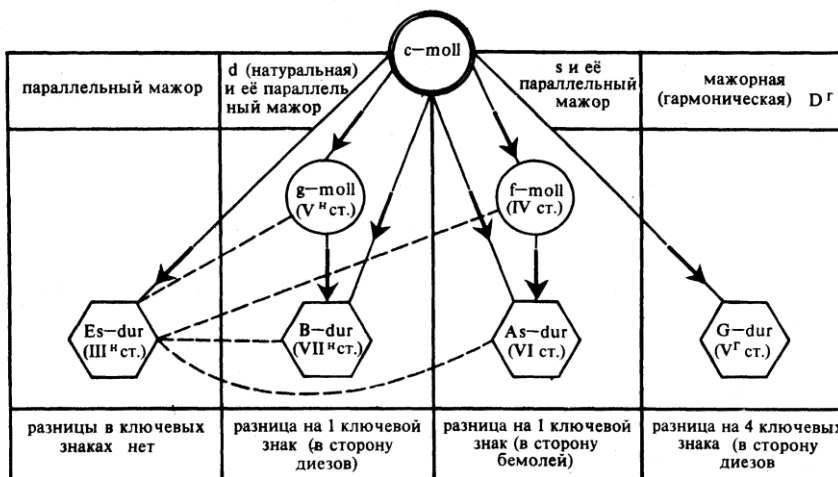 c–moll
параллельный мажор
d (натуральная)
и её параллель
ный мажор
s и её
параллельный
мажор
мажорная
(гармоническая) D г
g–moll
(V н ст.)
f–moll
(IV ст.)
Es–dur
(III н ст.)
B–dur
(VII н ст.)
As–dur
(VI ст.)
G–dur
(V г ст.)
разницы в ключевых
знаках нет
разница на 1 ключевой
знак (в сторону
диезов)
разница на 1 ключевой
знак (в сторону
бемолей)
разница на 4 ключевых
знака (в сторону
диезов